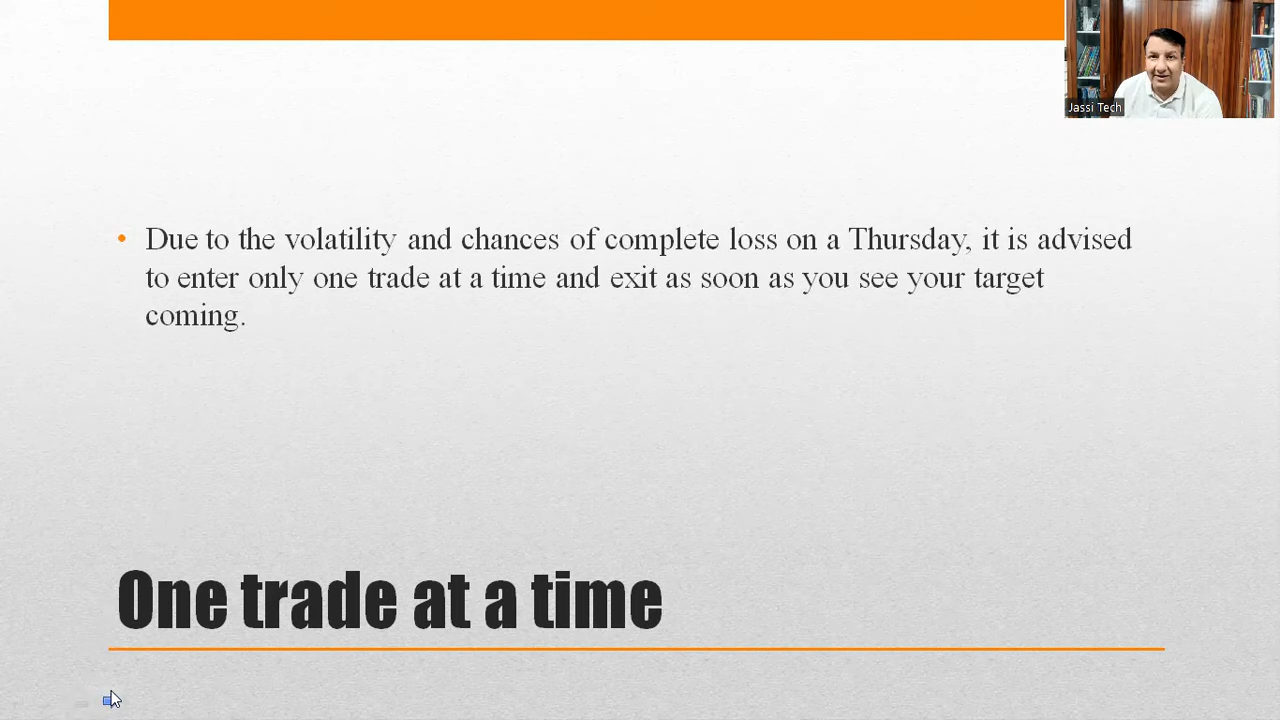 Jassi Tech
• Due to the volatility and chances of complete loss on a Thursday, it is advised
to enter only one trade at a time and exit as soon as you see your target
coming.
One trade at a time